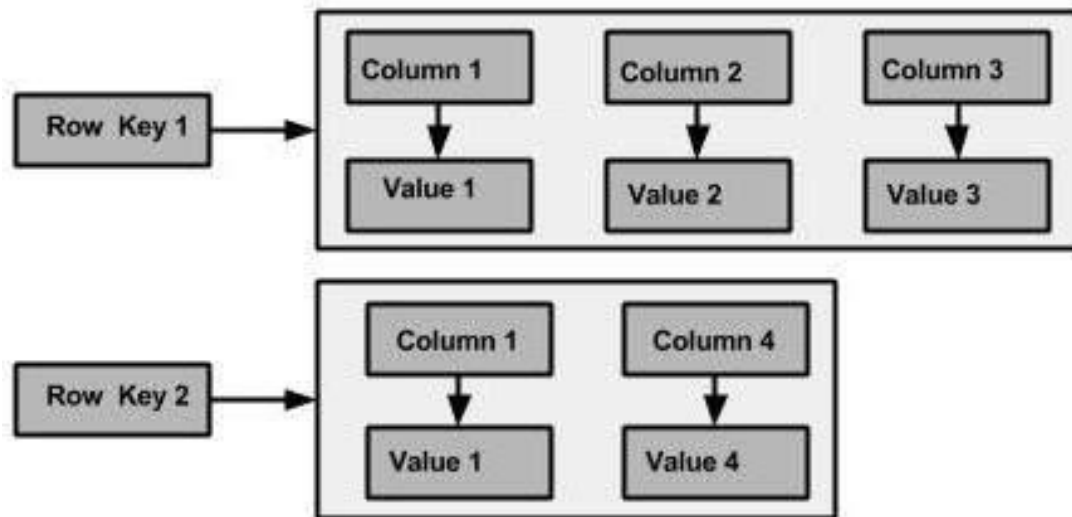 Column 1
Column 2
Column 3
Row Key 1
Value 1
Value 2
Value 3
Column 1
Column 4
Row Key 2
Value 1
Value 4